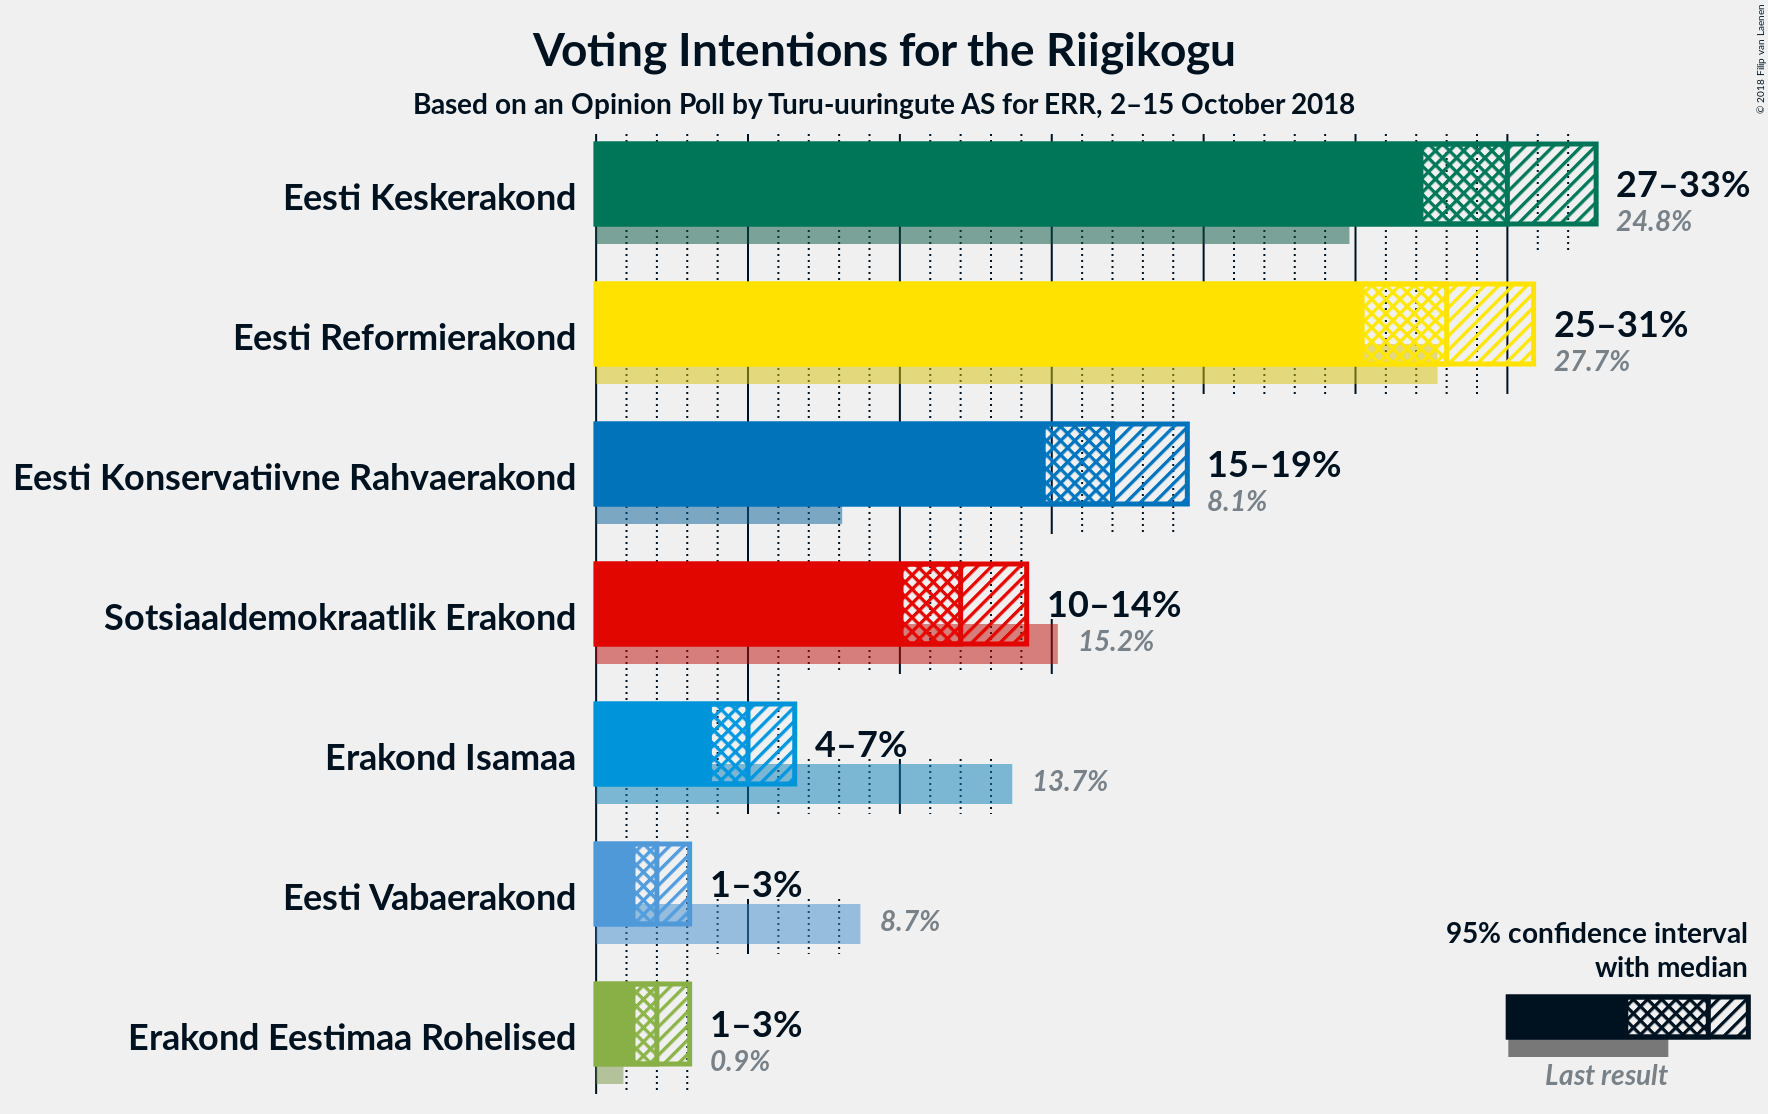 Voting Intentions for the Riigikogu
Based on an Opinion Poll by Turu-uuringute AS for ERR, 2–15 October 2018
© 2018 Filip van Laenen
Eesti Keskerakond
27–33%
24.8%
Eesti Reformierakond
25–31%
27.7%
Eesti Konservatiivne Rahvaerakond
15–19%
8.1%
Sotsiaaldemokraatlik Erakond
10–14%
15.2%
Erakond Isamaa
4–7%
13.7%
Eesti Vabaerakond
1–3%
8.7%
Erakond Eestimaa Rohelised
1–3%
0.9%
95% confidence interval
with median
Last result